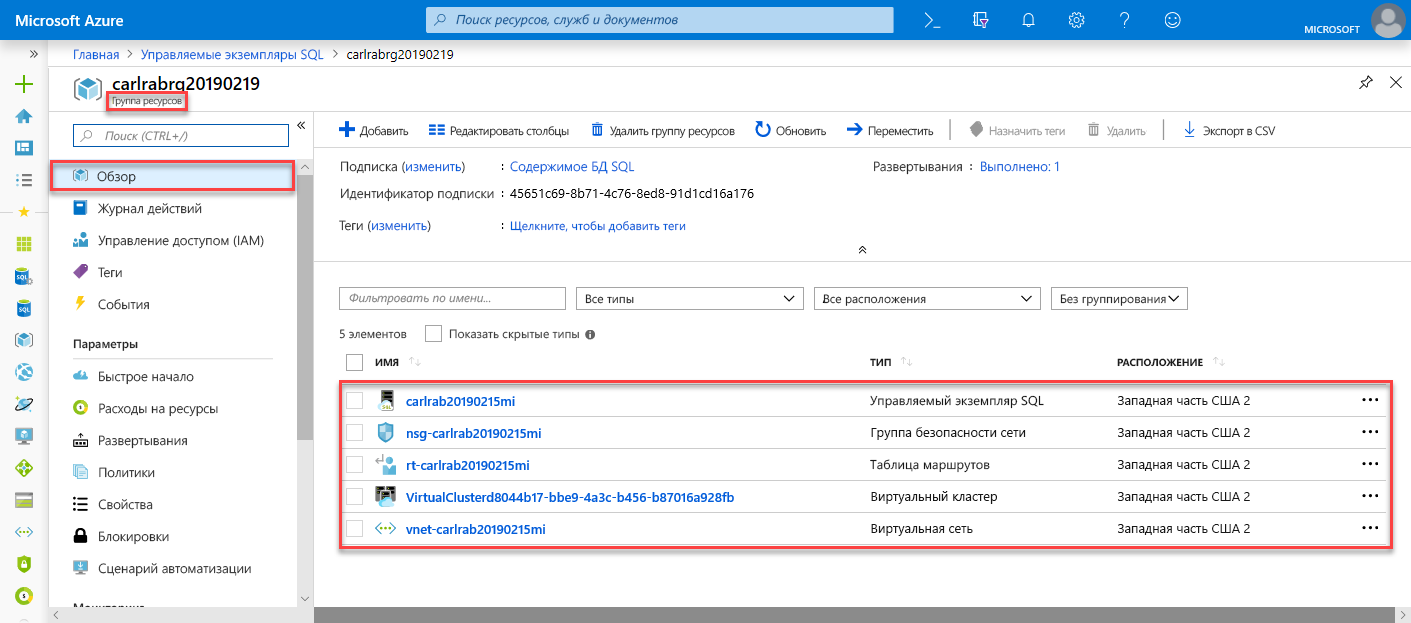 Microsoft Azure
Поиск ресурсов, служб и документов
MICROSOFT
Главная > Управляемые экземпляры SQL > carlrabrg20190219
carlrabrg20190219
Группа ресурсов
Поиск (CTRL+/)
Обзор
Журнал действий
Управление доступом (IAM)
Теги
События
Параметры
Быстрое начало
Расходы на ресурсы
Развертывания
Политики
Свойства
Блокировки
Сценарий автоматизации
Добавить Редактировать столбцы Удалить группу ресурсов Обновить Переместить Назначить теги Удалить Экспорт в CSV
Подписка (изменить) : Содержимое БД SQL Развертывания : Выполнено: 1
Идентификатор подписки : 45651c69-8b71-4c76-8ed8-91d1cd16a176
Теги (изменить) : Щелкните, чтобы добавить теги
Фильтровать по имени... Все типы Все расположения Без группирования
5 элементов Показать скрытые типы
ИМЯ ТИП РАСПОЛОЖЕНИЕ
carlrab20190215mi Управляемый экземпляр SQL Западная часть США 2
nsg-carlrab20190215mi Группа безопасности сети Западная часть США 2
rt-carlrab20190215mi Таблица маршрутов Западная часть США 2
VirtualClusterd8044b17-bbe9-4a3c-b456-b87016a928fb Виртуальный кластер Западная часть США 2
vnet-carlrab20190215mi Виртуальная сеть Западная часть США 2